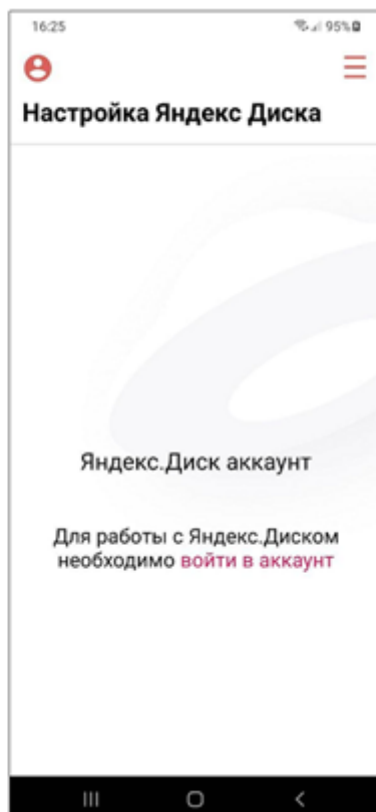 16:25
95%
Настройка Яндекс Диска
Яндекс.Диск аккаунт
Для работы с Яндекс.Диском
необходимо войти в аккаунт